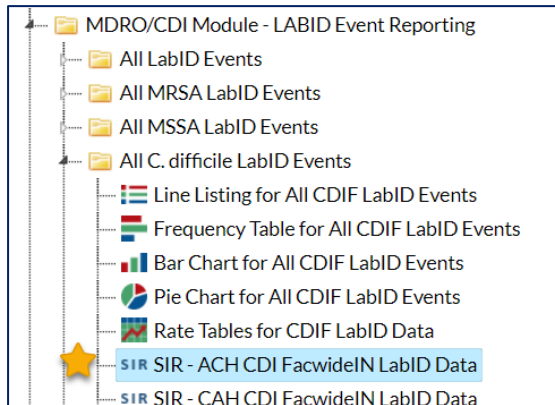 MDRO/CDI Module - LABID Event Reporting
All LabID Events
All MRSA LabID Events
All MSSA LabID Events
All C. difficile LabID Events
Line Listing for All CDIF LabID Events
Frequency Table for All CDIF LabID Events
Bar Chart for All CDIF LabID Events
Pie Chart for All CDIF LabID Events
Rate Tables for CDIF LabID Data
SIR SIR - ACH CDI FacwideIN LabID Data
SIR SIR - CAH CDI FacwideIN LabID Data